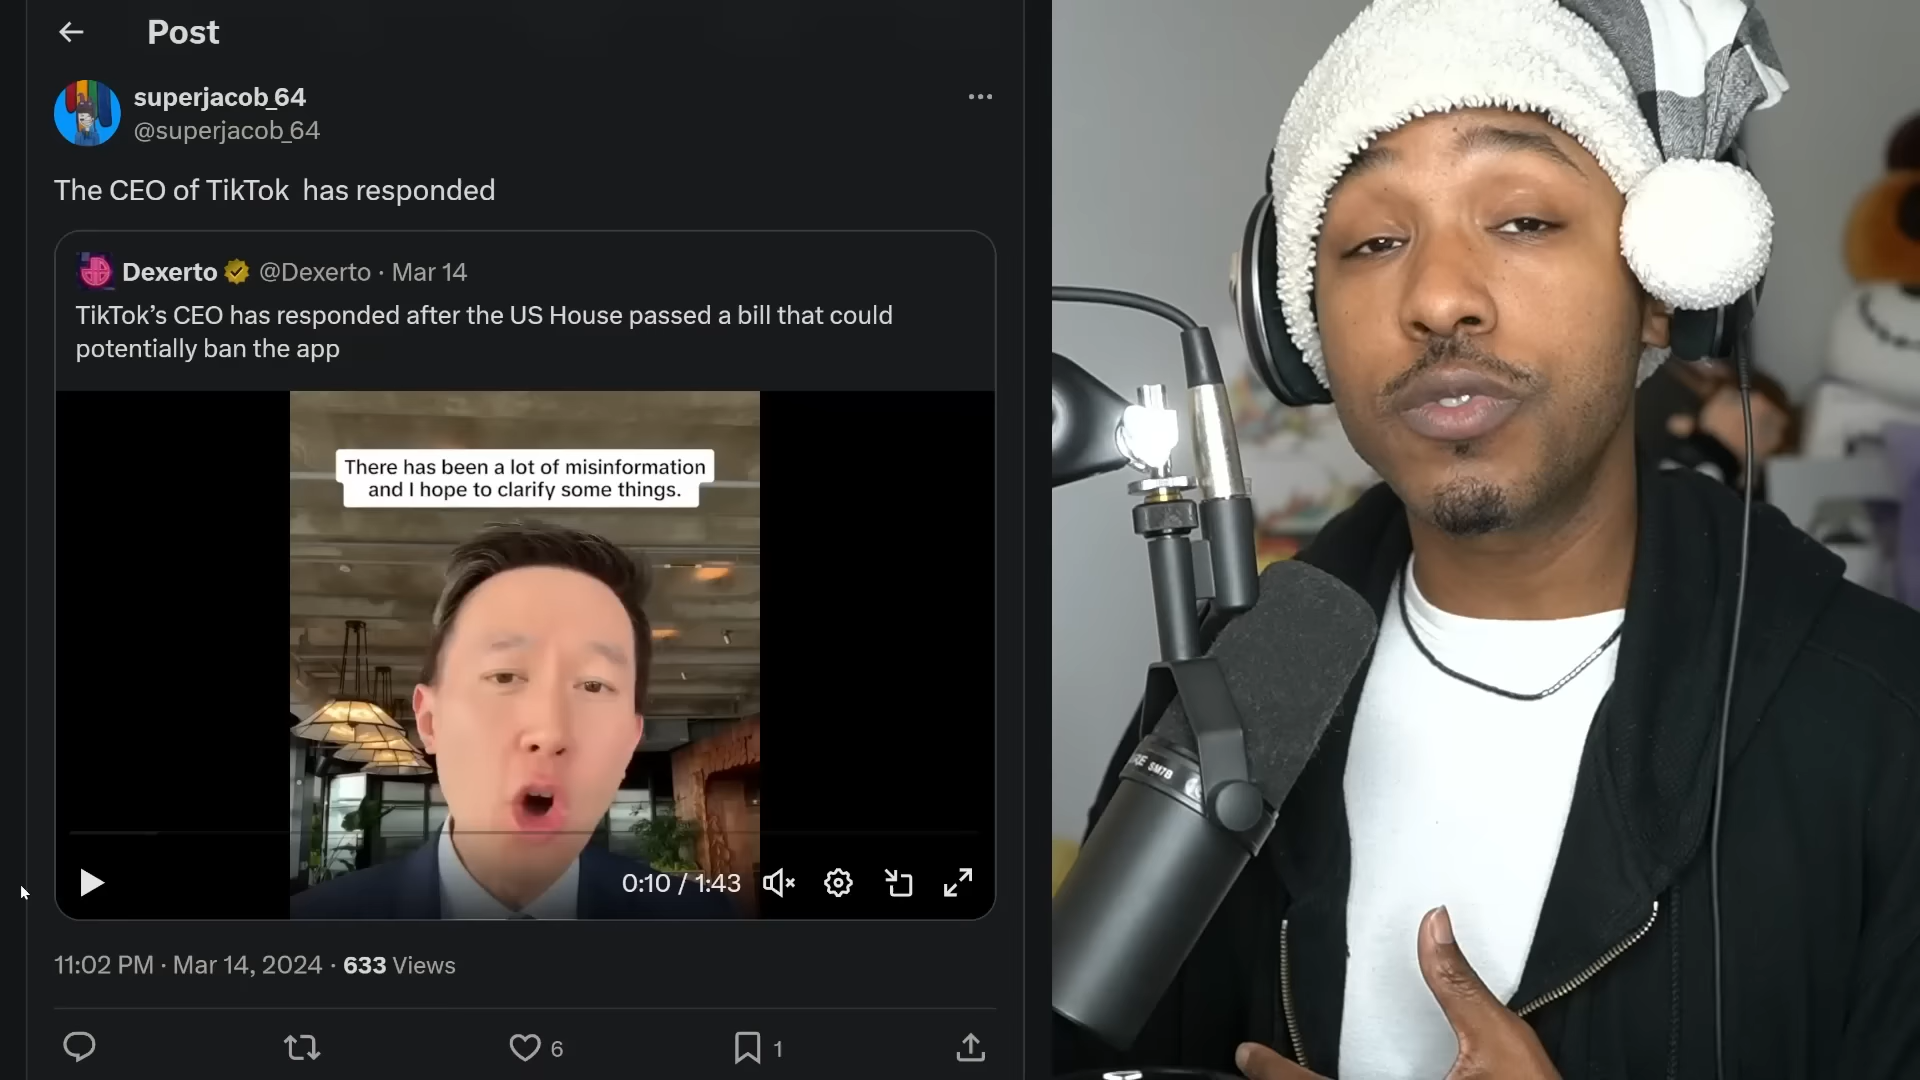 Post
superjacob_64
@superjacob_64
The CEO of TikTok has responded
Dexerto @Dexerto · Mar 14
TikTok’s CEO has responded after the US House passed a bill that could
potentially ban the app
There has been a lot of misinformation
and I hope to clarify some things.
0:10 / 1:43
11:02 PM · Mar 14, 2024 · 633 Views
6
1
SM7B